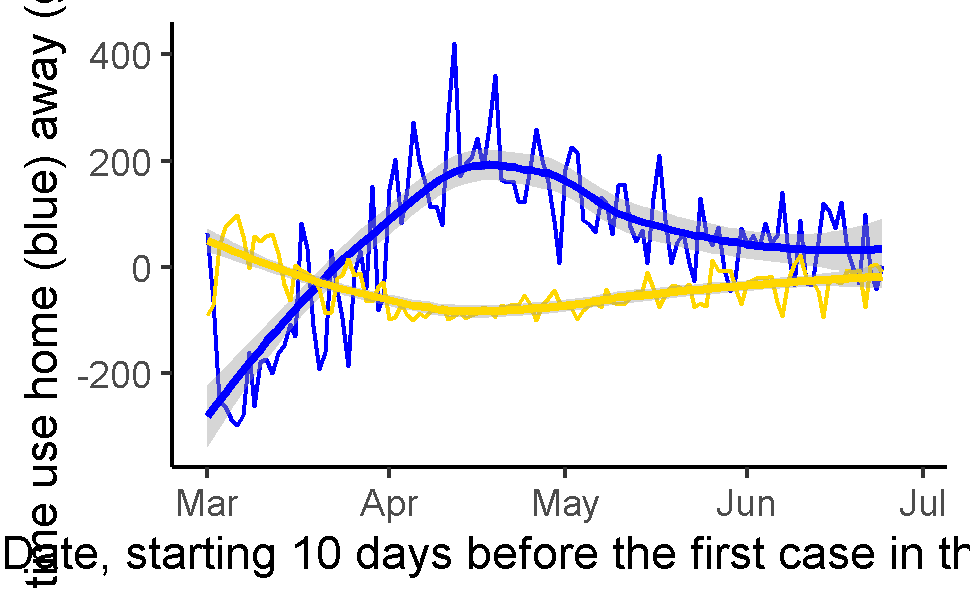 time use home (blue) away (
400
200
0
-200
Mar Apr May Jun Jul
Date, starting 10 days before the first case in th